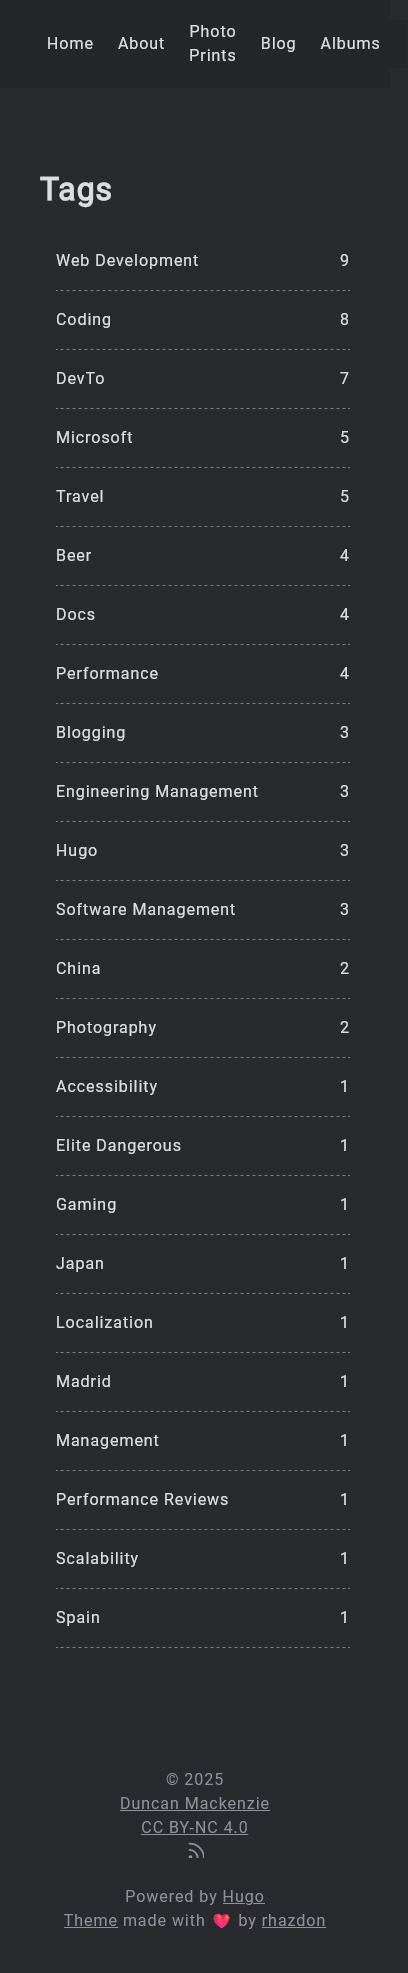 Home About Photo Prints Blog Albums
Tags
Web Development 9
Coding 8
DevTo 7
Microsoft 5
Travel 5
Beer 4
Docs 4
Performance 4
Blogging 3
Engineering Management 3
Hugo 3
Software Management 3
China 2
Photography 2
Accessibility 1
Elite Dangerous 1
Gaming 1
Japan 1
Localization 1
Madrid 1
Management 1
Performance Reviews 1
Scalability 1
Spain 1
© 2025
Duncan Mackenzie
CC BY-NC 4.0
Powered by Hugo
Theme made with ❤️ by rhazdon